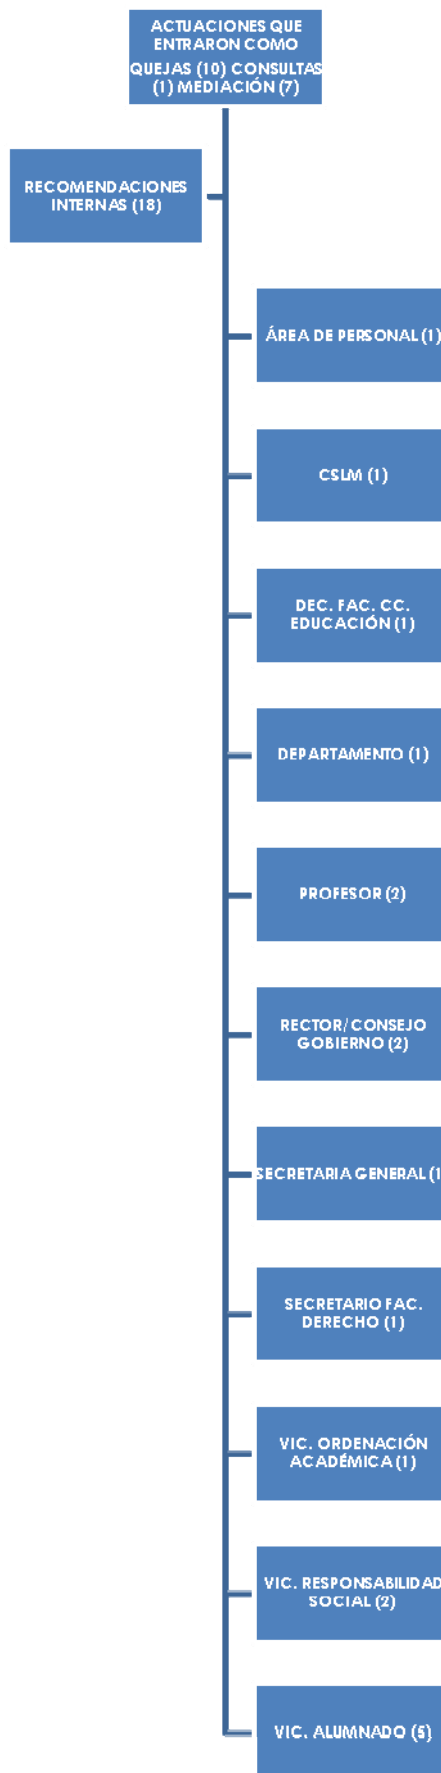 ACTUACIONES QUE
ENTRARON COMO
QUEJAS (10) CONSULTAS
(1) MEDIACIÓN (7)
RECOMENDACIONES
INTERNAS (18)
ÁREA DE PERSONAL (1)
CSLM (1)
DEC. FAC. CC.
EDUCACIÓN (1)
DEPARTAMENTO (1)
PROFESOR (2)
RECTOR/CONSEJO
GOBIERNO (2)
SECRETARIA GENERAL (1
SECRETARIO FAC.
DERECHO (1)
VIC. ORDENACIÓN
ACADÉMICA (1)
VIC. RESPONSABILIDAD
SOCIAL (2)
VIC. ALUMNADO (5)